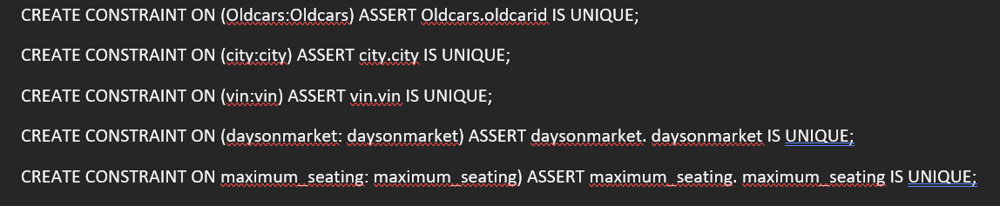 CREATE CONSTRAINT ON (Oldcars:Oldcars) ASSERT Oldcars.oldcarid IS UNIQUE;
CREATE CONSTRAINT ON (city:city) ASSERT city.city IS UNIQUE;
CREATE CONSTRAINT ON (vin:vin) ASSERT vin.vin IS UNIQUE;
CREATE CONSTRAINT ON (daysonmarket: daysonmarket) ASSERT daysonmarket. daysonmarket IS UNIQUE;
CREATE CONSTRAINT ON maximum_seating: maximum_seating) ASSERT maximum_seating. maximum_seating IS UNIQUE;